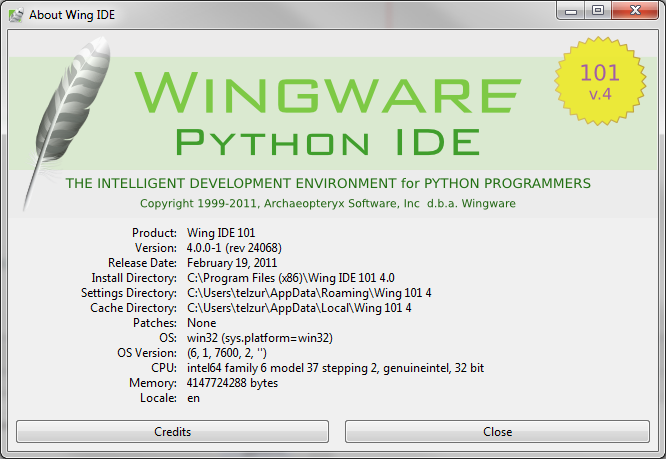 About Wing IDE
WINGWARE
PYTHON IDE
101
v.4
THE INTELLIGENT DEVELOPMENT ENVIRONMENT for PYTHON PROGRAMMERS
Copyright 1999-2011, Archaeopteryx Software, Inc d.b.a. Wingware
Product: Wing IDE 101
Version: 4.0.0-1 (rev 24068)
Release Date: February 19, 2011
Install Directory: C:\Program Files (x86)\Wing IDE 101 4.0
Settings Directory: C:\Users\telzur\AppData\Roaming\Wing 101 4
Cache Directory: C:\Users\telzur\AppData\Local\Wing 101 4
Patches: None
OS: win32 (sys.platform=win32)
OS Version: (6, 1, 7600, 2, '')
CPU: intel64 family 6 model 37 stepping 2, genuineintel, 32 bit
Memory: 4147724288 bytes
Locale: en
Credits Close